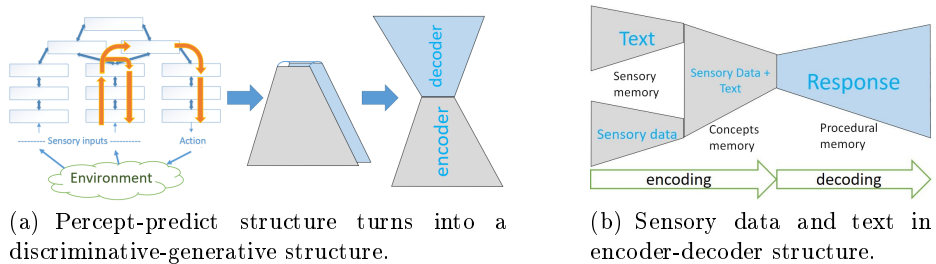 Sensory inputs
Action
Environment
decoder
encoder
Text
Sensory
memory
Sensory data
Sensory Data +
Text
Concepts
memory
Response
Procedural
memory
encoding
decoding
(a) Percept-predict structure turns into a
discriminative-generative structure.
(b) Sensory data and text in
encoder-decoder structure.